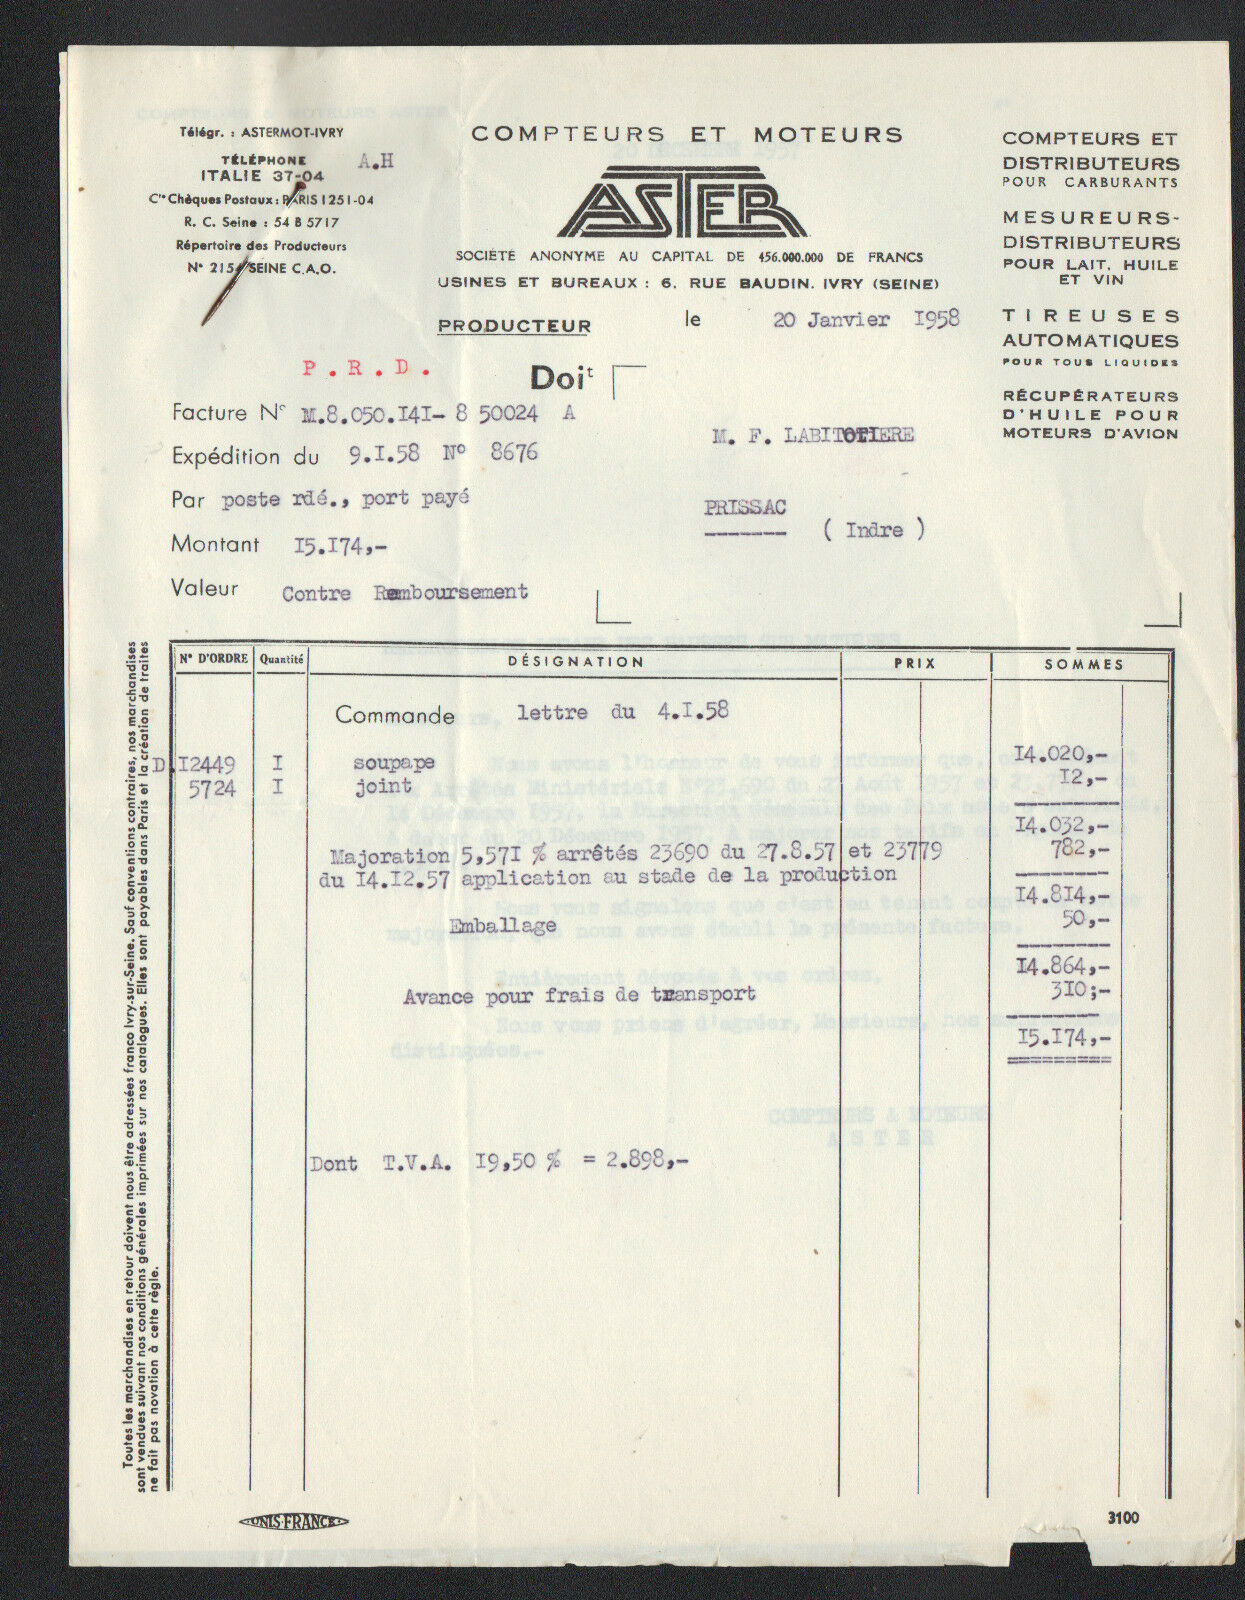 Télégr. : ASTERMOT-IVRY
TÉLÉPHONE A.H
ITALIE 37-04
Cte Chèques Postaux : PARIS 1251-04
R. C. Seine : 54 B 5717
Répertoire des Producteurs
N° 2154 SEINE C.A.O.
COMPTEURS ET MOTEURS
ASTER
SOCIÉTÉ ANONYME AU CAPITAL DE 456.000.000 DE FRANCS
USINES ET BUREAUX : 6, RUE BAUDIN. IVRY (SEINE)
COMPTEURS ET
DISTRIBUTEURS
POUR CARBURANTS
MESUREURS-
DISTRIBUTEURS
POUR LAIT, HUILE
ET VIN
TIREUSES
AUTOMATIQUES
POUR TOUS LIQUIDES
RÉCUPÉRATEURS
D'HUILE POUR
MOTEURS D'AVION
PRODUCTEUR le 20 Janvier I958
P.R.D.
Doit
Facture N° M.8.050.I4I- 8 50024 A
M. F. LABITOTIERE
Expédition du 9.I.58 N° 8676
Par poste rdé., port payé
PRISSAC
( Indre )
Montant I5.I74,-
Valeur Contre Remboursement
N° D'ORDRE Quantité DÉSIGNATION PRIX SOMMES
Commande lettre du 4.I.58
D.I2449 I soupape I4.020,-
5724 I joint I2,-
I4.032,-
Majoration 5,57I % arrêtés 23690 du 27.8.57 et 23779 782,-
du I4.I2.57 application au stade de la production
I4.8I4,-
Emballage 50,-
I4.864,-
Avance pour frais de transport 3I0;-
I5.I74,-
Dont T.V.A. I9,50 % = 2.898,-
Toutes les marchandises en retour doivent nous être adressées franco Ivry-sur-Seine. Sauf conventions contraires, nos marchandises
sont vendues suivant nos conditions générales imprimées sur nos catalogues. Elles sont payables dans Paris et la création de traites
ne fait pas novation à cette règle.
UNIS-FRANCE
3100